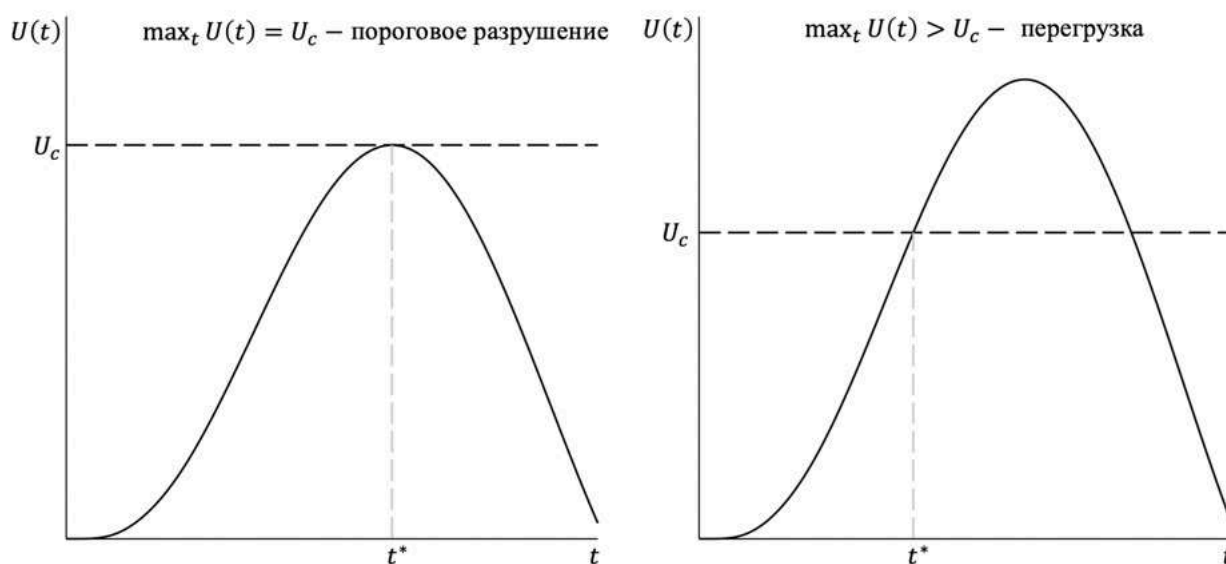 U(t)
max_t U(t) = U_c − пороговое разрушение
U_c
t*
t
U(t)
max_t U(t) > U_c − перегрузка
U_c
t*
t